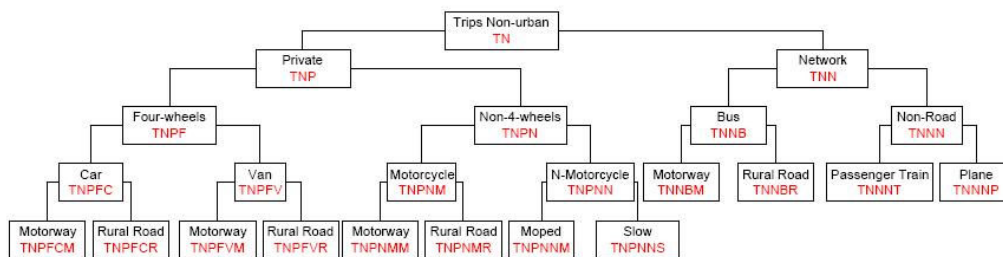 Trips Non-urban
TN
Private
TNP
Network
TNN
Four-wheels
TNPF
Non-4-wheels
TNPN
Bus
TNNB
Non-Road
TNNN
Car
TNPFC
Van
TNPFV
Motorcycle
TNPNM
N-Motorcycle
TNPNN
Motorway
TNNBM
Rural Road
TNNBR
Passenger Train
TNNNT
Plane
TNNNP
Motorway
TNPFCM
Rural Road
TNPFCR
Motorway
TNPFVM
Rural Road
TNPFVR
Motorway
TNPNMM
Rural Road
TNPNMR
Moped
TNPNNM
Slow
TNPNNS